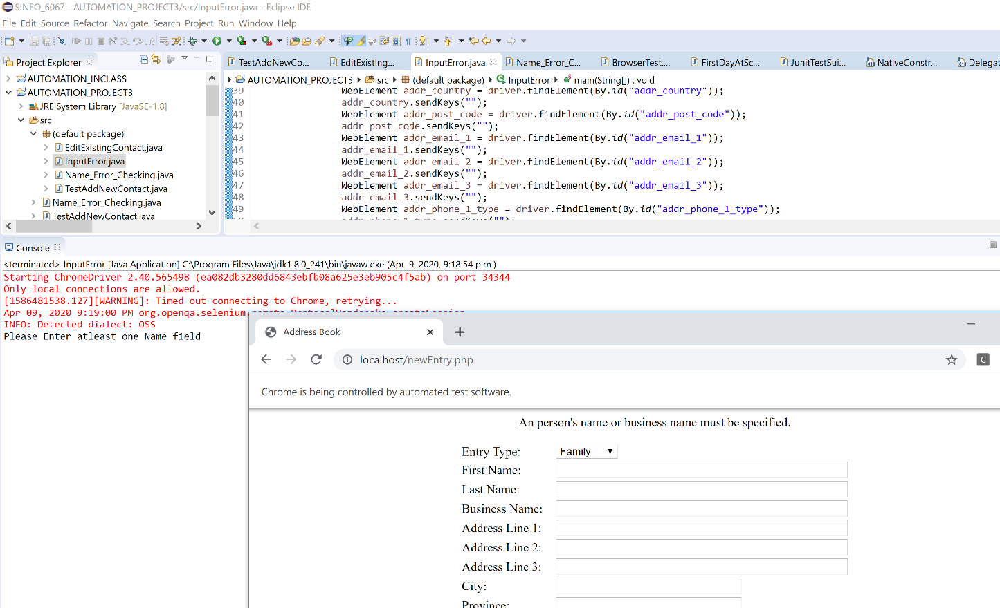 $INFO_6067 - AUTOMATION_PROJECT3/src/InputError.java - Eclipse IDE
File Edit Source Refactor Navigate Search Project Run Window Help
Project Explorer
AUTOMATION_INCLASS
AUTOMATION_PROJECT3
JRE System Library [JavaSE-1.8]
src
(default package)
EditExistingContact.java
InputError.java
Name_Error_Checking.java
TestAddNewContact.java
Name_Error_Checking.java
TestAddNewContact.java
TestAddNewCo... EditExisting... InputError.java Name_Error_C... BrowserTest.... FirstDayAtSc... JunitTestSui... NativeConstr... Delegat
AUTOMATION_PROJECT3 src (default package) InputError main(String[]) : void
39 WebElement addr_country = driver.findElement(By.id("addr_country"));
40 addr_country.sendKeys("");
41 WebElement addr_post_code = driver.findElement(By.id("addr_post_code"));
42 addr_post_code.sendKeys("");
43 WebElement addr_email_1 = driver.findElement(By.id("addr_email_1"));
44 addr_email_1.sendKeys("");
45 WebElement addr_email_2 = driver.findElement(By.id("addr_email_2"));
46 addr_email_2.sendKeys("");
47 WebElement addr_email_3 = driver.findElement(By.id("addr_email_3"));
48 addr_email_3.sendKeys("");
49 WebElement addr_phone_1_type = driver.findElement(By.id("addr_phone_1_type"));
Console
<terminated> InputError [Java Application] C:\Program Files\Java\jdk1.8.0_241\bin\javaw.exe (Apr. 9, 2020, 9:18:54 p.m.)
Starting ChromeDriver 2.40.565498 (ea082db3280dd6843ebfb08a625e3eb905c4f5ab) on port 34344
Only local connections are allowed.
[1586481538.127][WARNING]: Timed out connecting to Chrome, retrying...
Apr 09, 2020 9:19:00 PM org.openqa.selenium.remote.ProtocolHandshake createSession
INFO: Detected dialect: OSS
Please Enter atleast one Name field
Address Book
localhost/newEntry.php
C
Chrome is being controlled by automated test software.
An person's name or business name must be specified.
Entry Type: Family
First Name:
Last Name:
Business Name:
Address Line 1:
Address Line 2:
Address Line 3:
City:
Province: